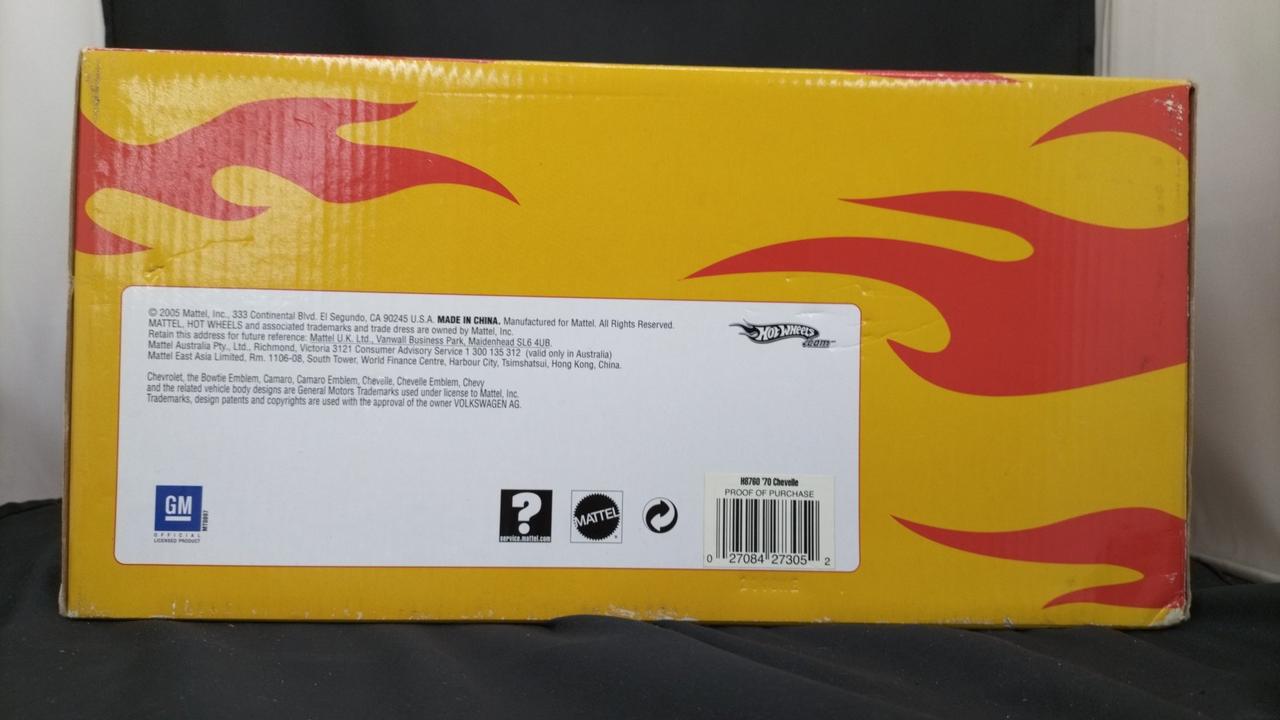 © 2005 Mattel, Inc., 333 Continental Blvd. El Segundo, CA 90245 U.S.A. MADE IN CHINA. Manufactured for Mattel. All Rights Reserved.
MATTEL, HOT WHEELS and associated trademarks and trade dress are owned by Mattel, Inc.
Retain this address for future reference: Mattel U.K. Ltd., Vanwall Business Park, Maidenhead SL6 4UB.
Mattel Australia Pty., Ltd., Richmond, Victoria 3121 Consumer Advisory Service 1 300 135 312 (valid only in Australia)
Mattel East Asia Limited, Rm. 1106-08, South Tower, World Finance Centre, Harbour City, Tsimshatsui, Hong Kong, China.
HOT WHEELS
.com
Chevrolet, the Bowtie Emblem, Camaro, Camaro Emblem, Chevelle, Chevelle Emblem, Chevy
and the related vehicle body designs are General Motors Trademarks used under license to Mattel, Inc.
Trademarks, design patents and copyrights are used with the approval of the owner VOLKSWAGEN AG.
GM
OFFICIAL
LICENSED PRODUCT
?
service.mattel.com
MATTEL
H8760 '70 Chevelle
PROOF OF PURCHASE
0 27084 27305 2